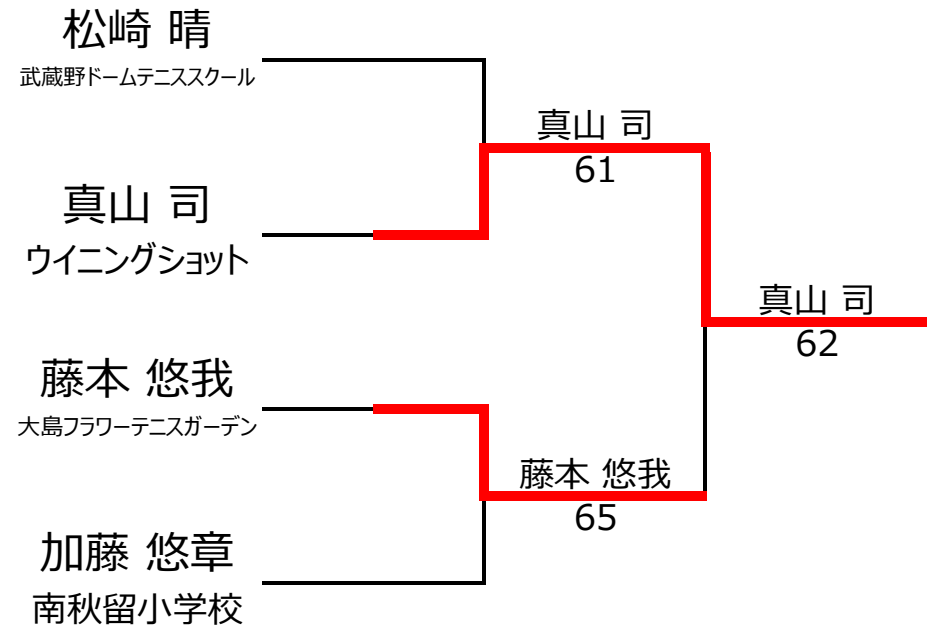 松崎 晴
武蔵野ドームテニススクール
真山 司
61
真山 司
ウイニングショット
真山 司
62
藤本 悠我
大島フラワーテニスガーデン
藤本 悠我
65
加藤 悠章
南秋留小学校